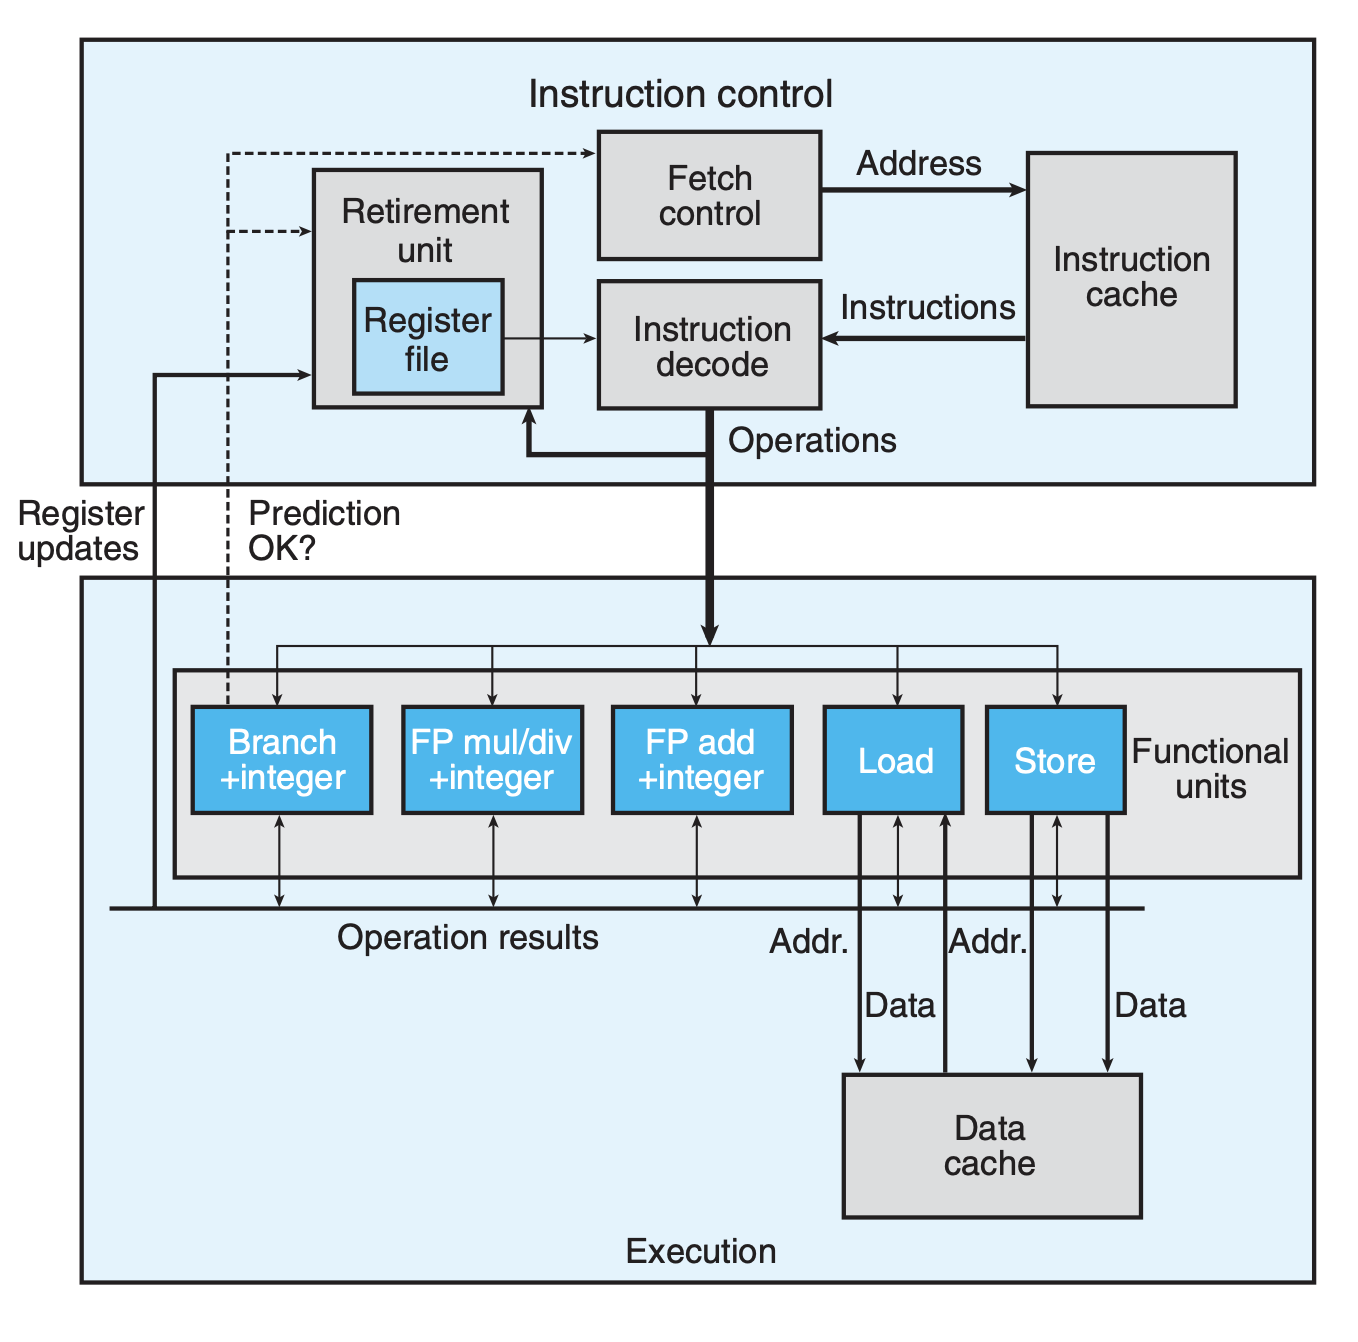 Instruction control
Fetch
control
Address
Retirement
unit
Instruction
cache
Register
file
Instruction
decode
Instructions
Operations
Register
updates
Prediction
OK?
Branch
+integer
FP mul/div
+integer
FP add
+integer
Load
Store
Functional
units
Operation results
Addr.
Addr.
Data
Data
Data
cache
Execution